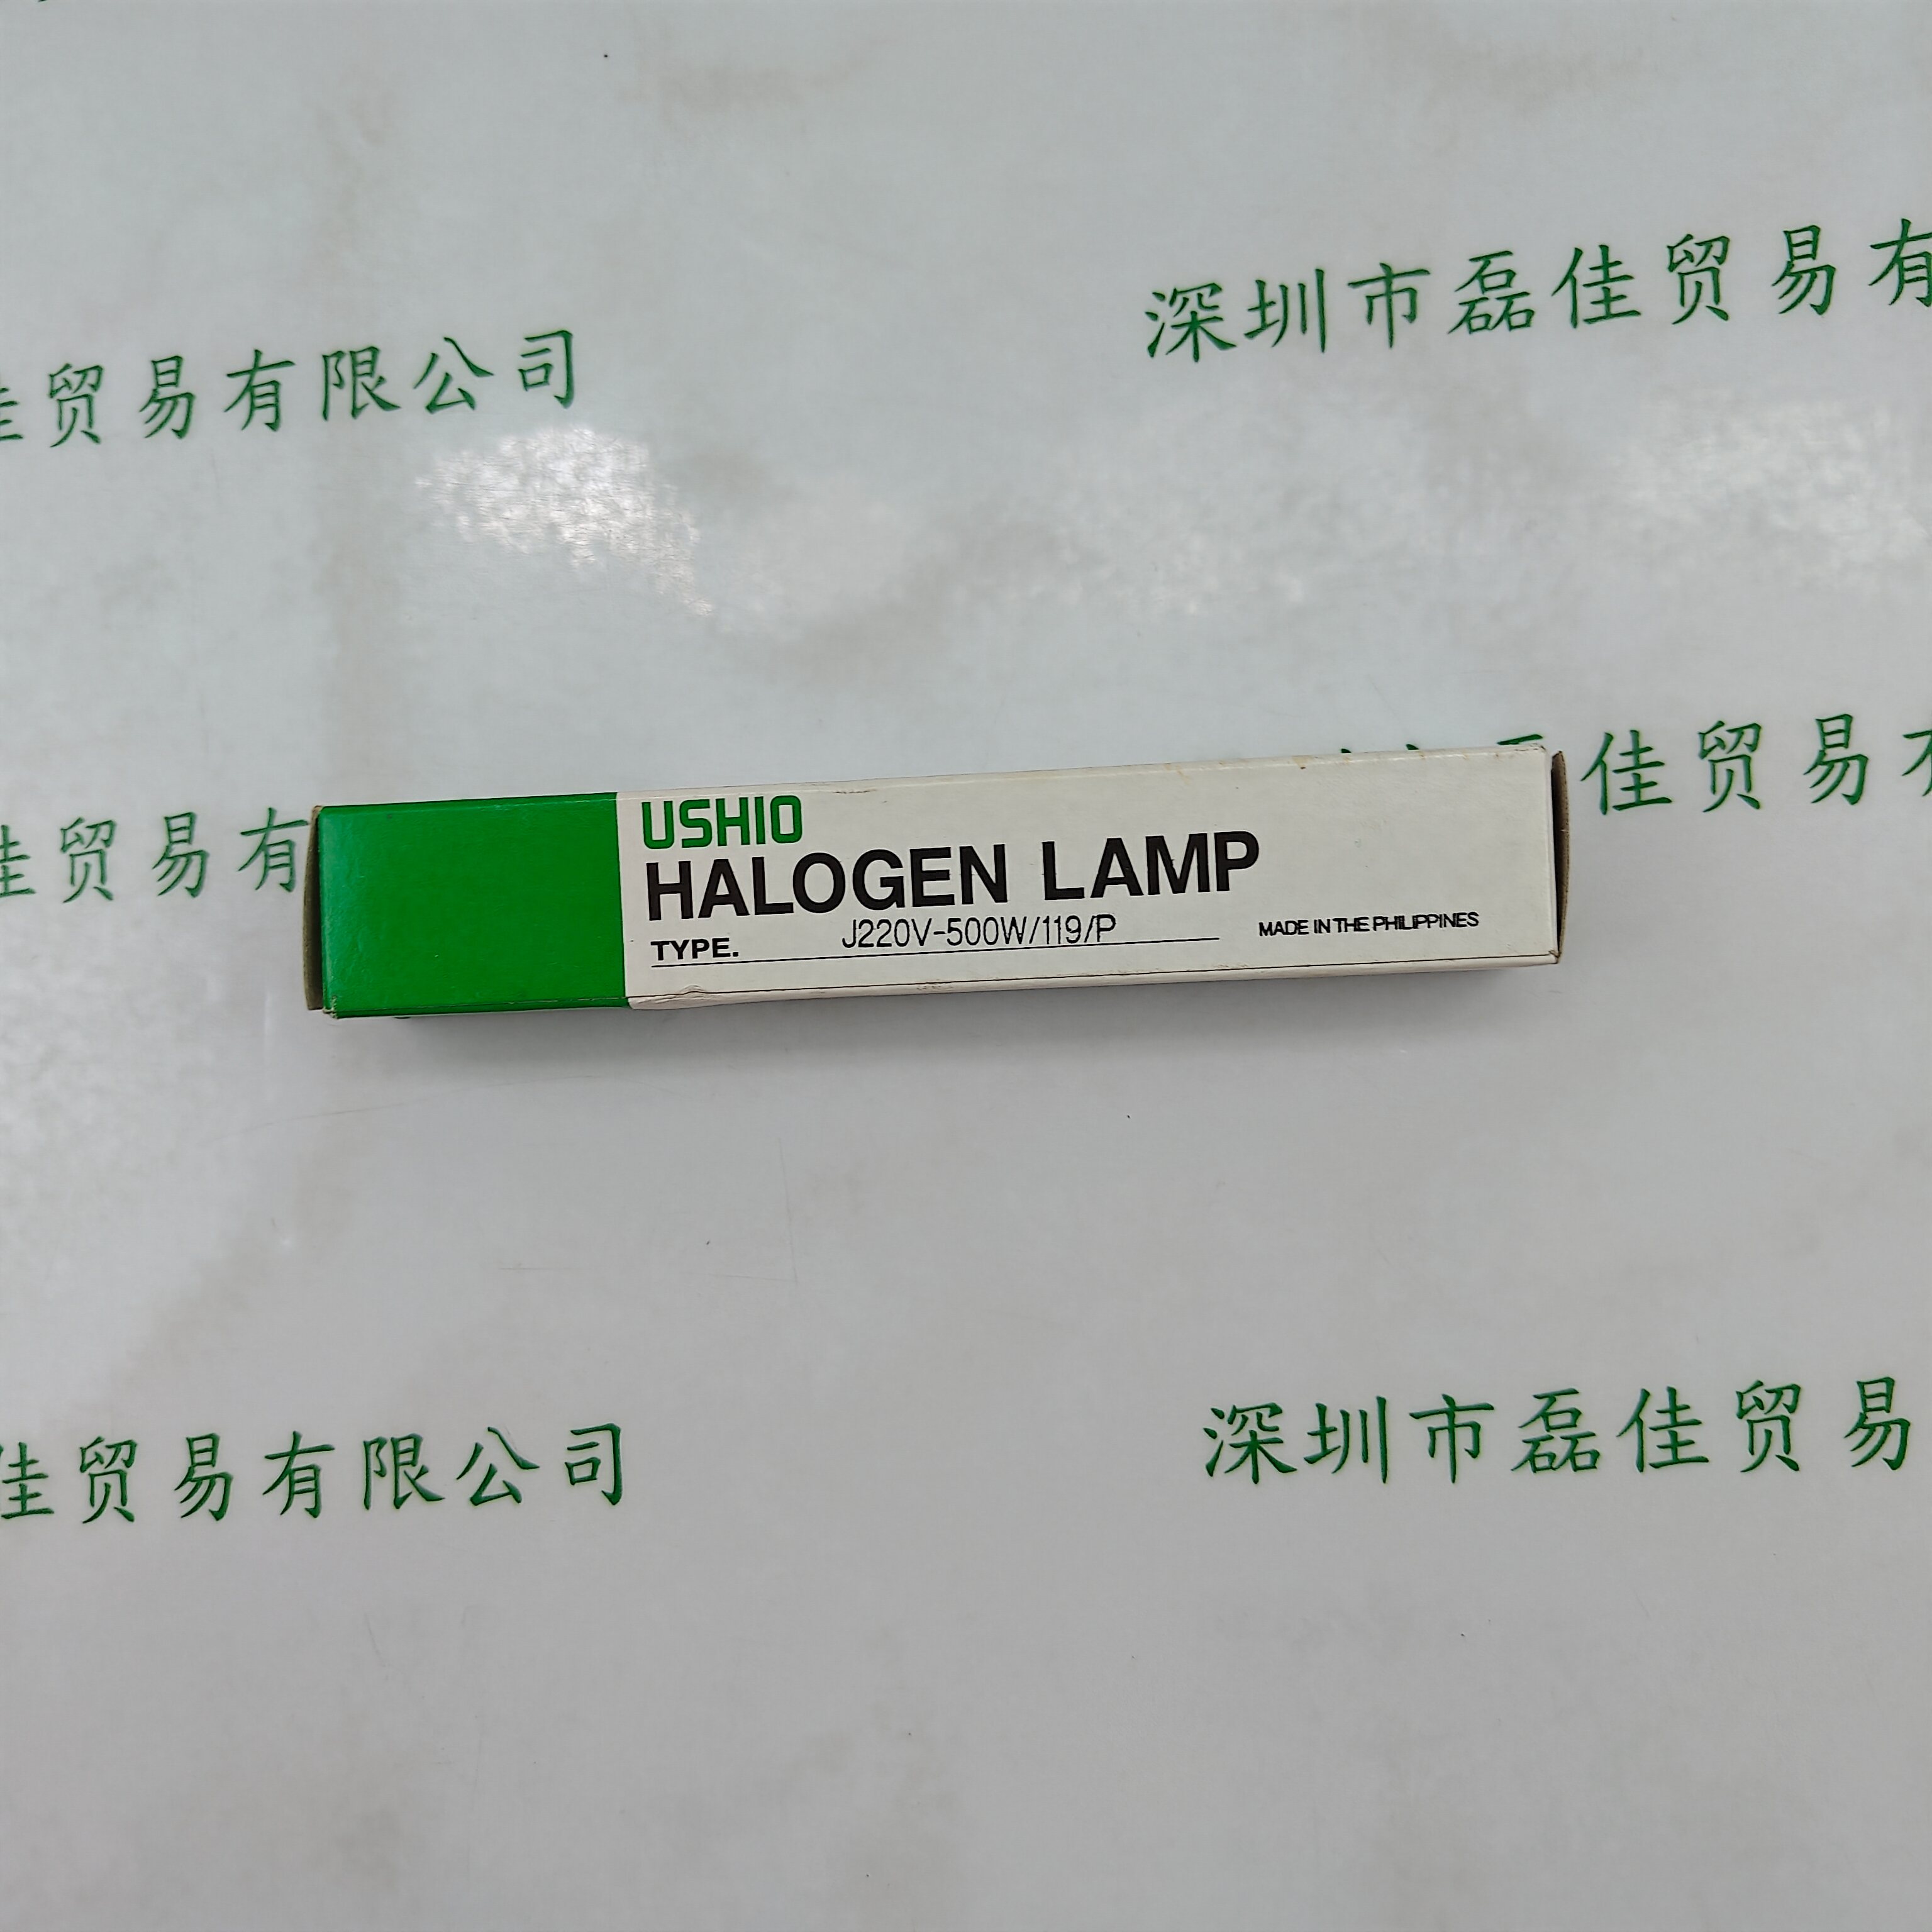 深圳市磊佳贸易有
佳贸易有限公司
佳贸易有
佳贸易有
USHIO
HALOGEN LAMP
TYPE. J220V-500W/119/P
MADE IN THE PHILIPPINES
深圳市磊佳贸易
佳贸易有限公司